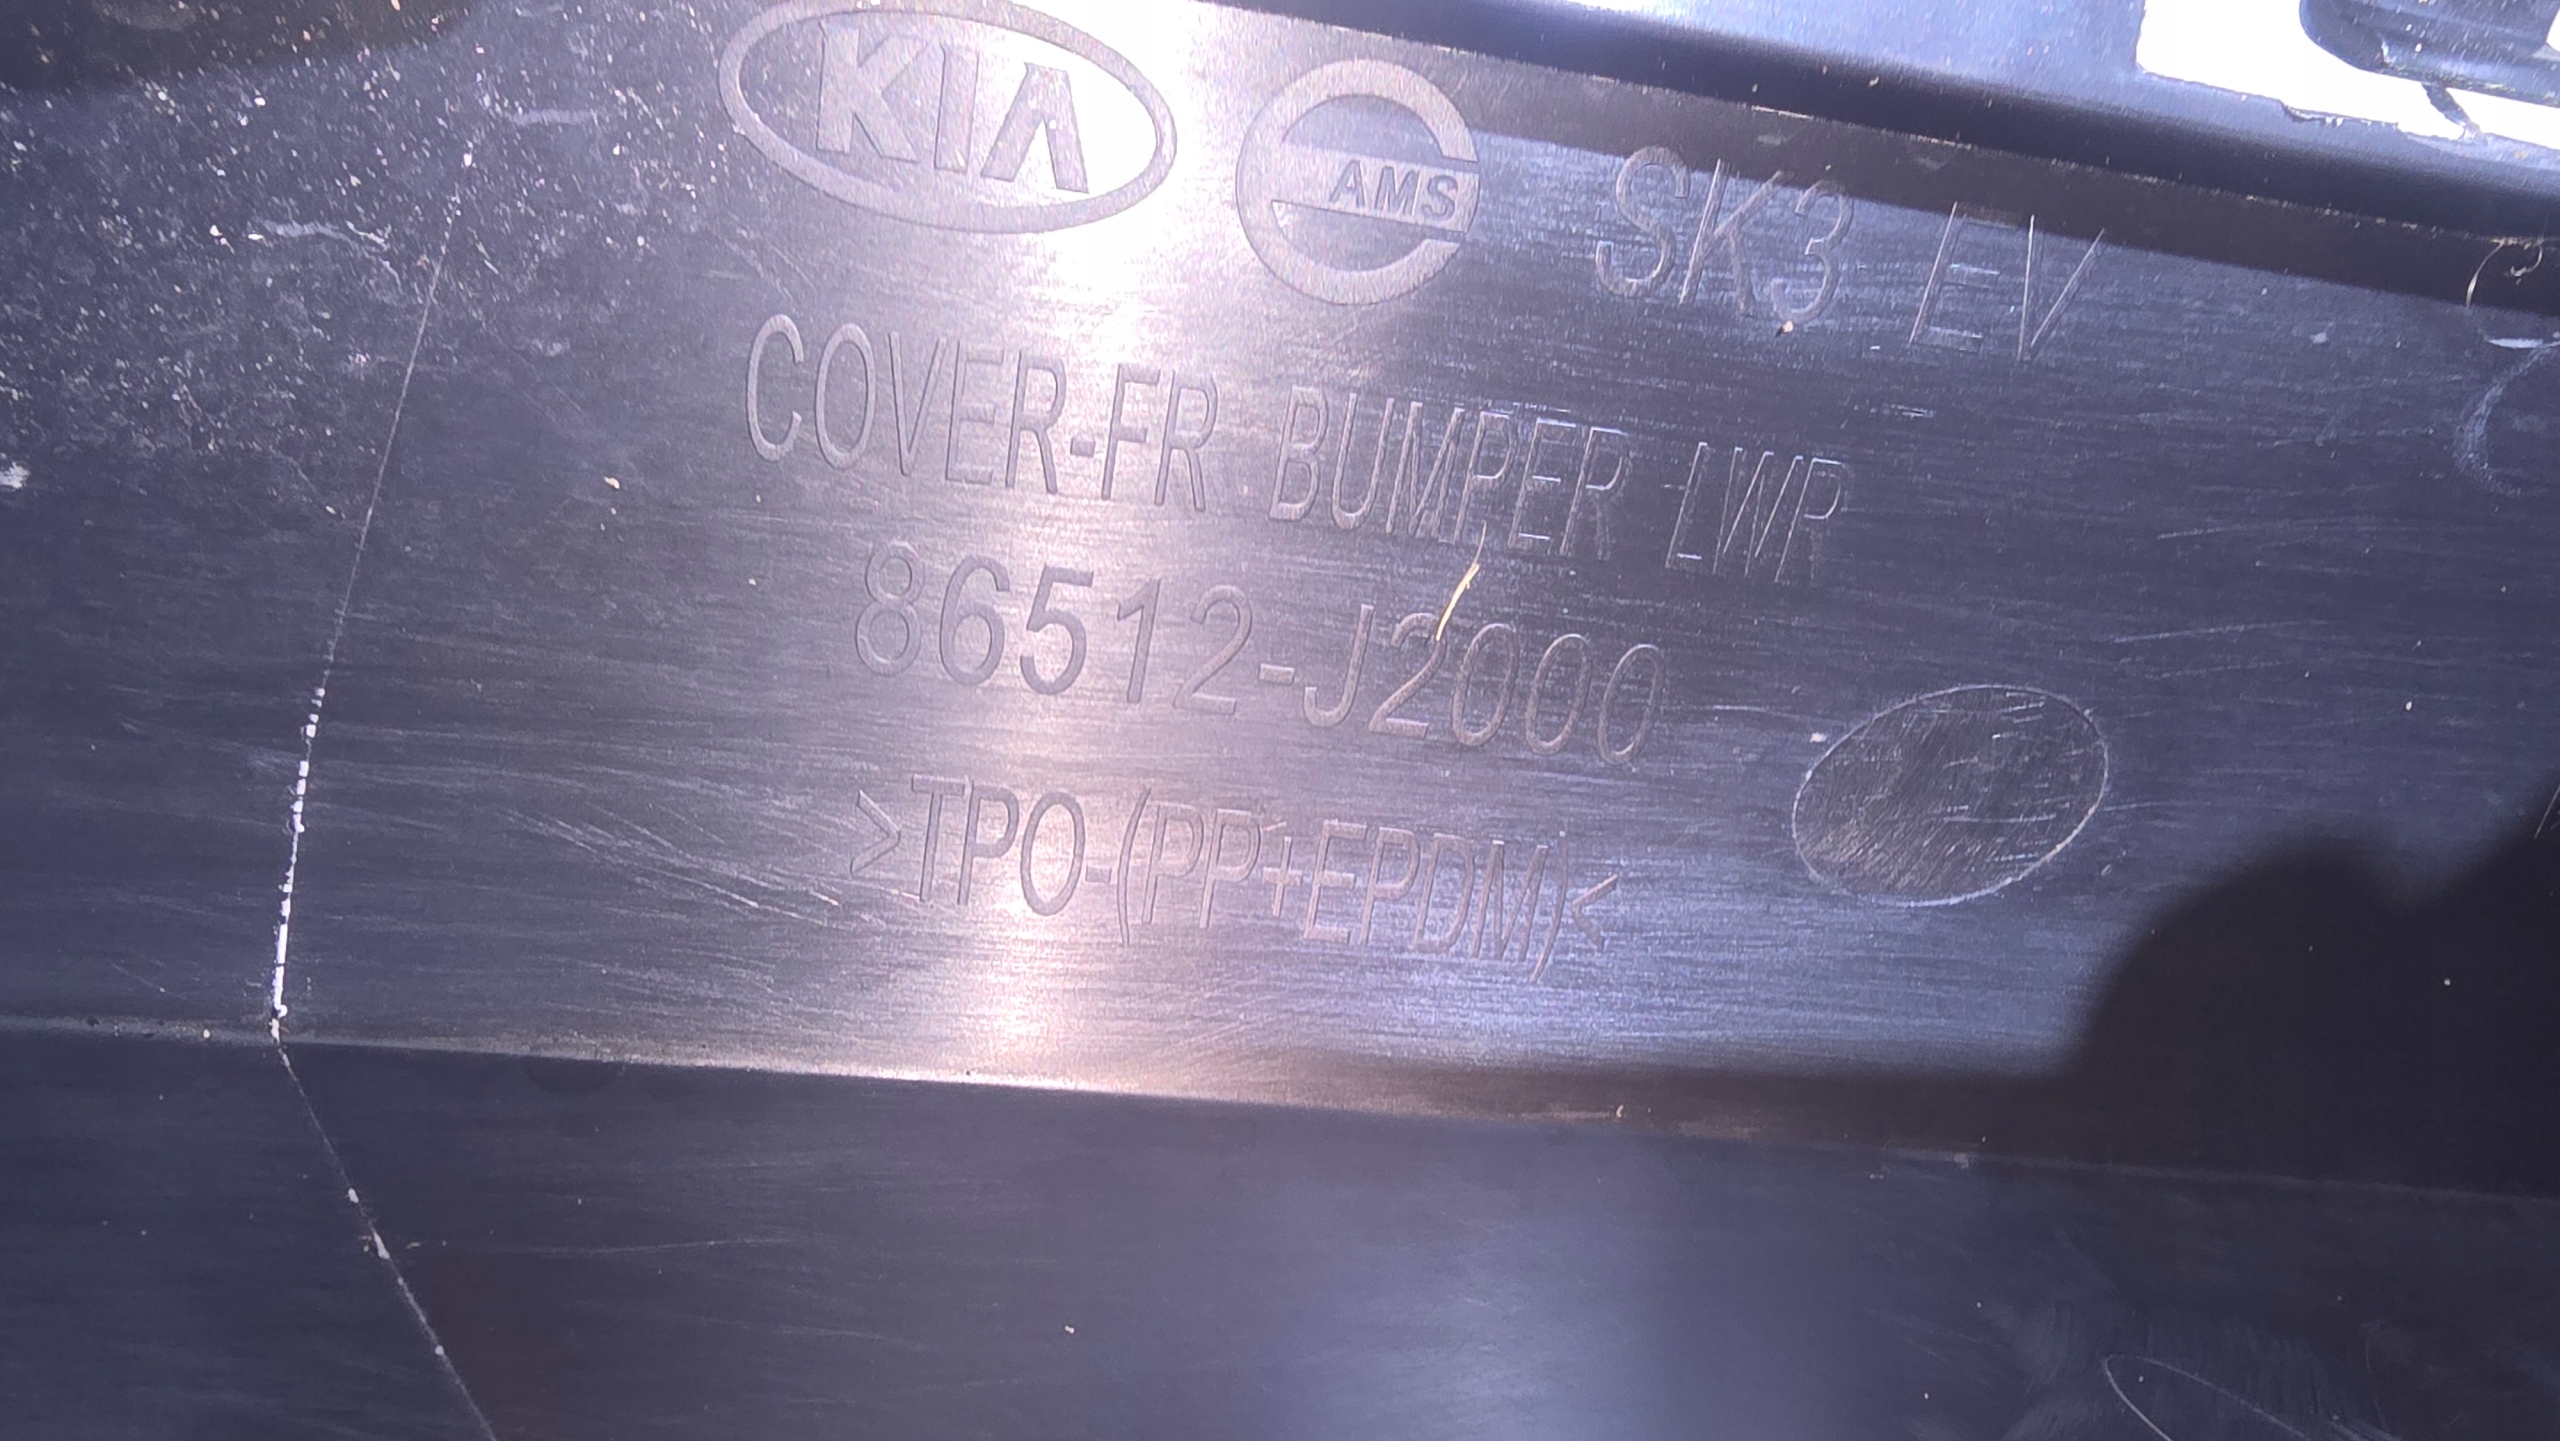 KIA AMS SK3 EV
COVER-FR BUMPER LWR
86512-J2000
>TPO-(PP+EPDM)<